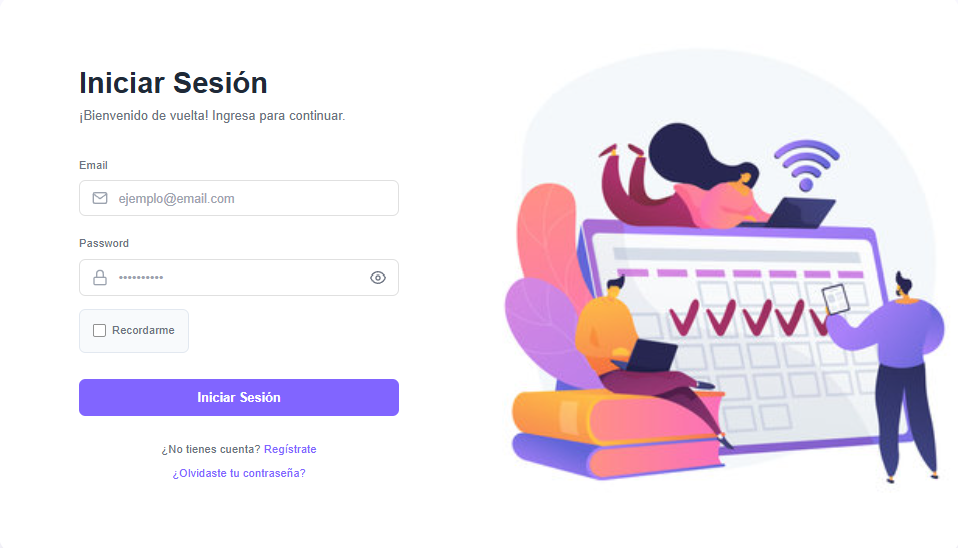 Iniciar Sesión
¡Bienvenido de vuelta! Ingresa para continuar.
Email
ejemplo@email.com
Password
••••••••••
Recordarme
Iniciar Sesión
¿No tienes cuenta? Regístrate
¿Olvidaste tu contraseña?